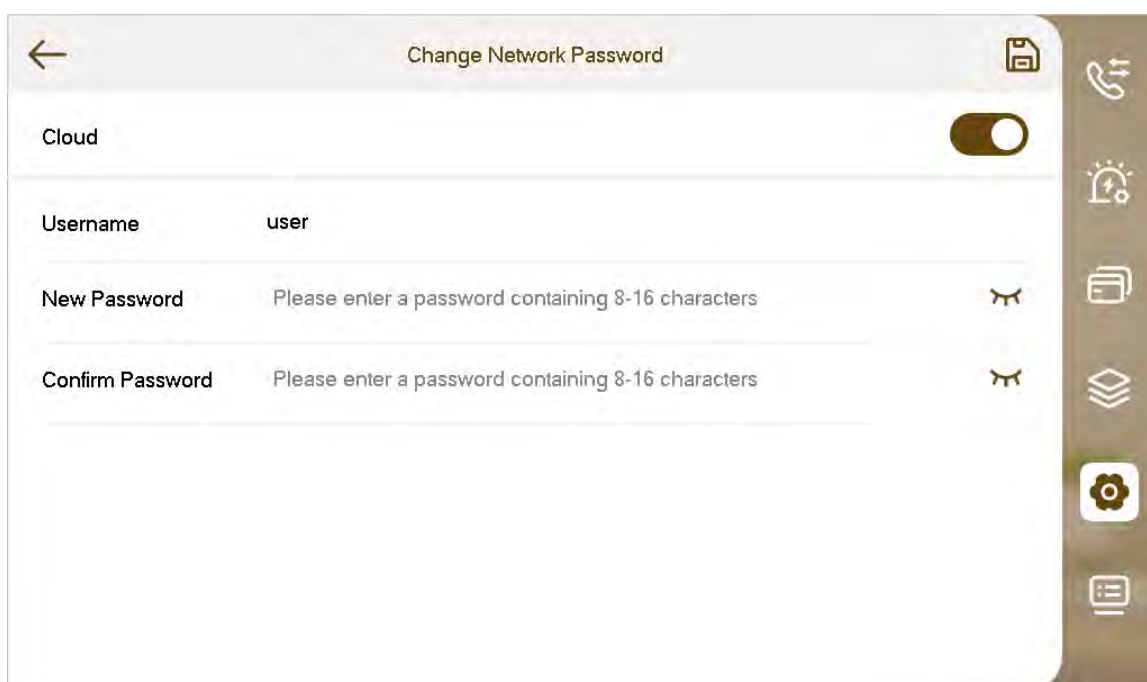 Change Network Password
Cloud
Username user
New Password Please enter a password containing 8-16 characters
Confirm Password Please enter a password containing 8-16 characters